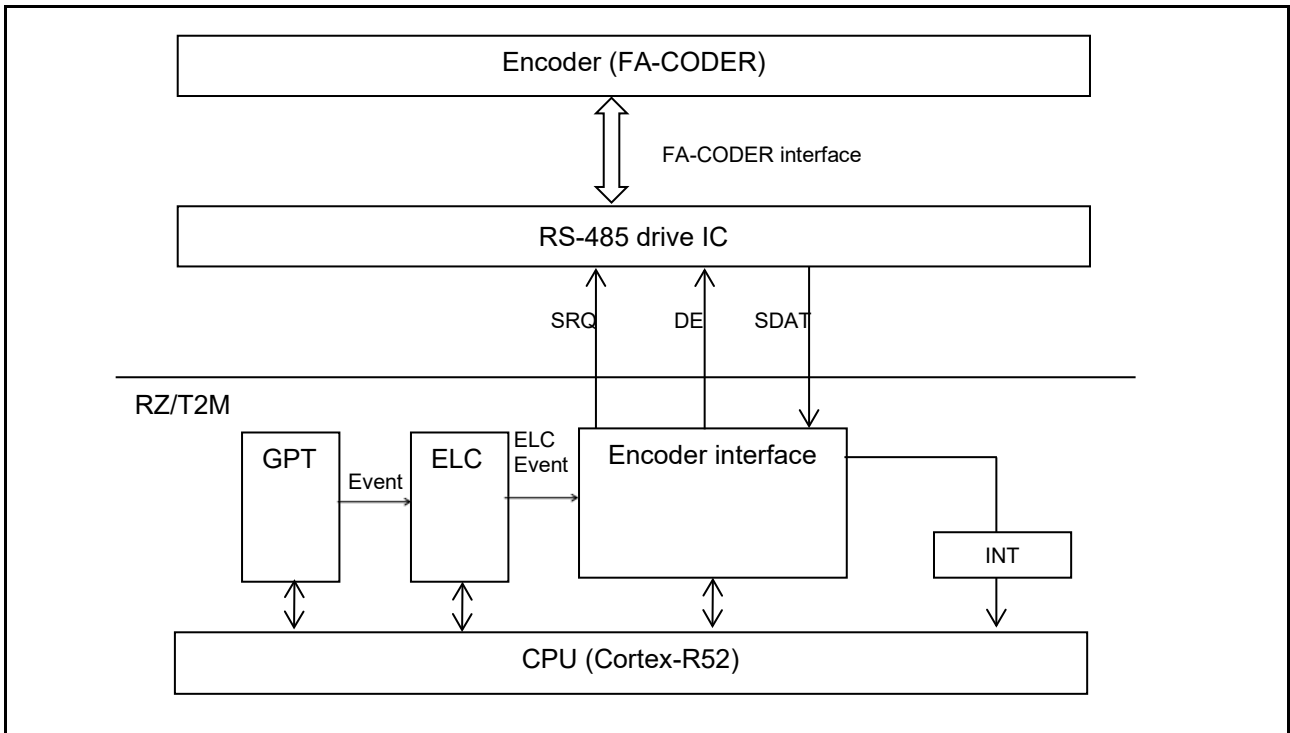 Encoder (FA-CODER)
FA-CODER interface
RS-485 drive IC
SRQ
DE
SDAT
RZ/T2M
GPT
Event
ELC
ELC
Event
Encoder interface
INT
CPU (Cortex-R52)